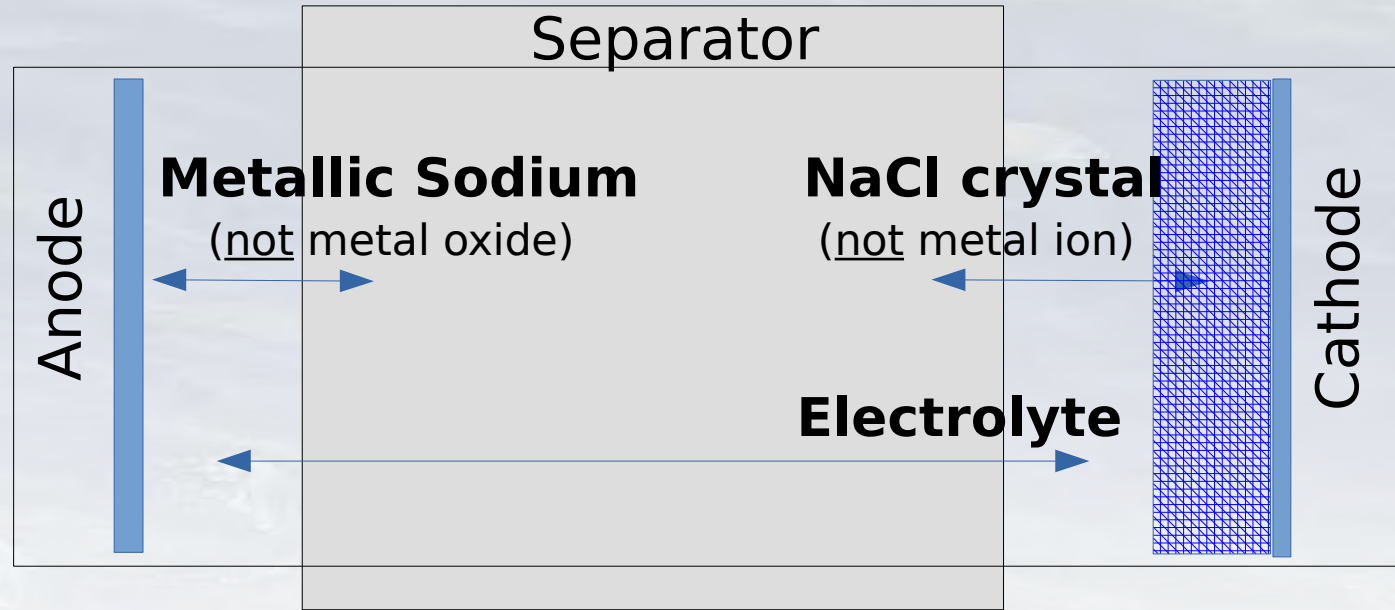 Separator
Anode
Metallic Sodium
(not metal oxide)
NaCl crystal
(not metal ion)
Electrolyte
Cathode